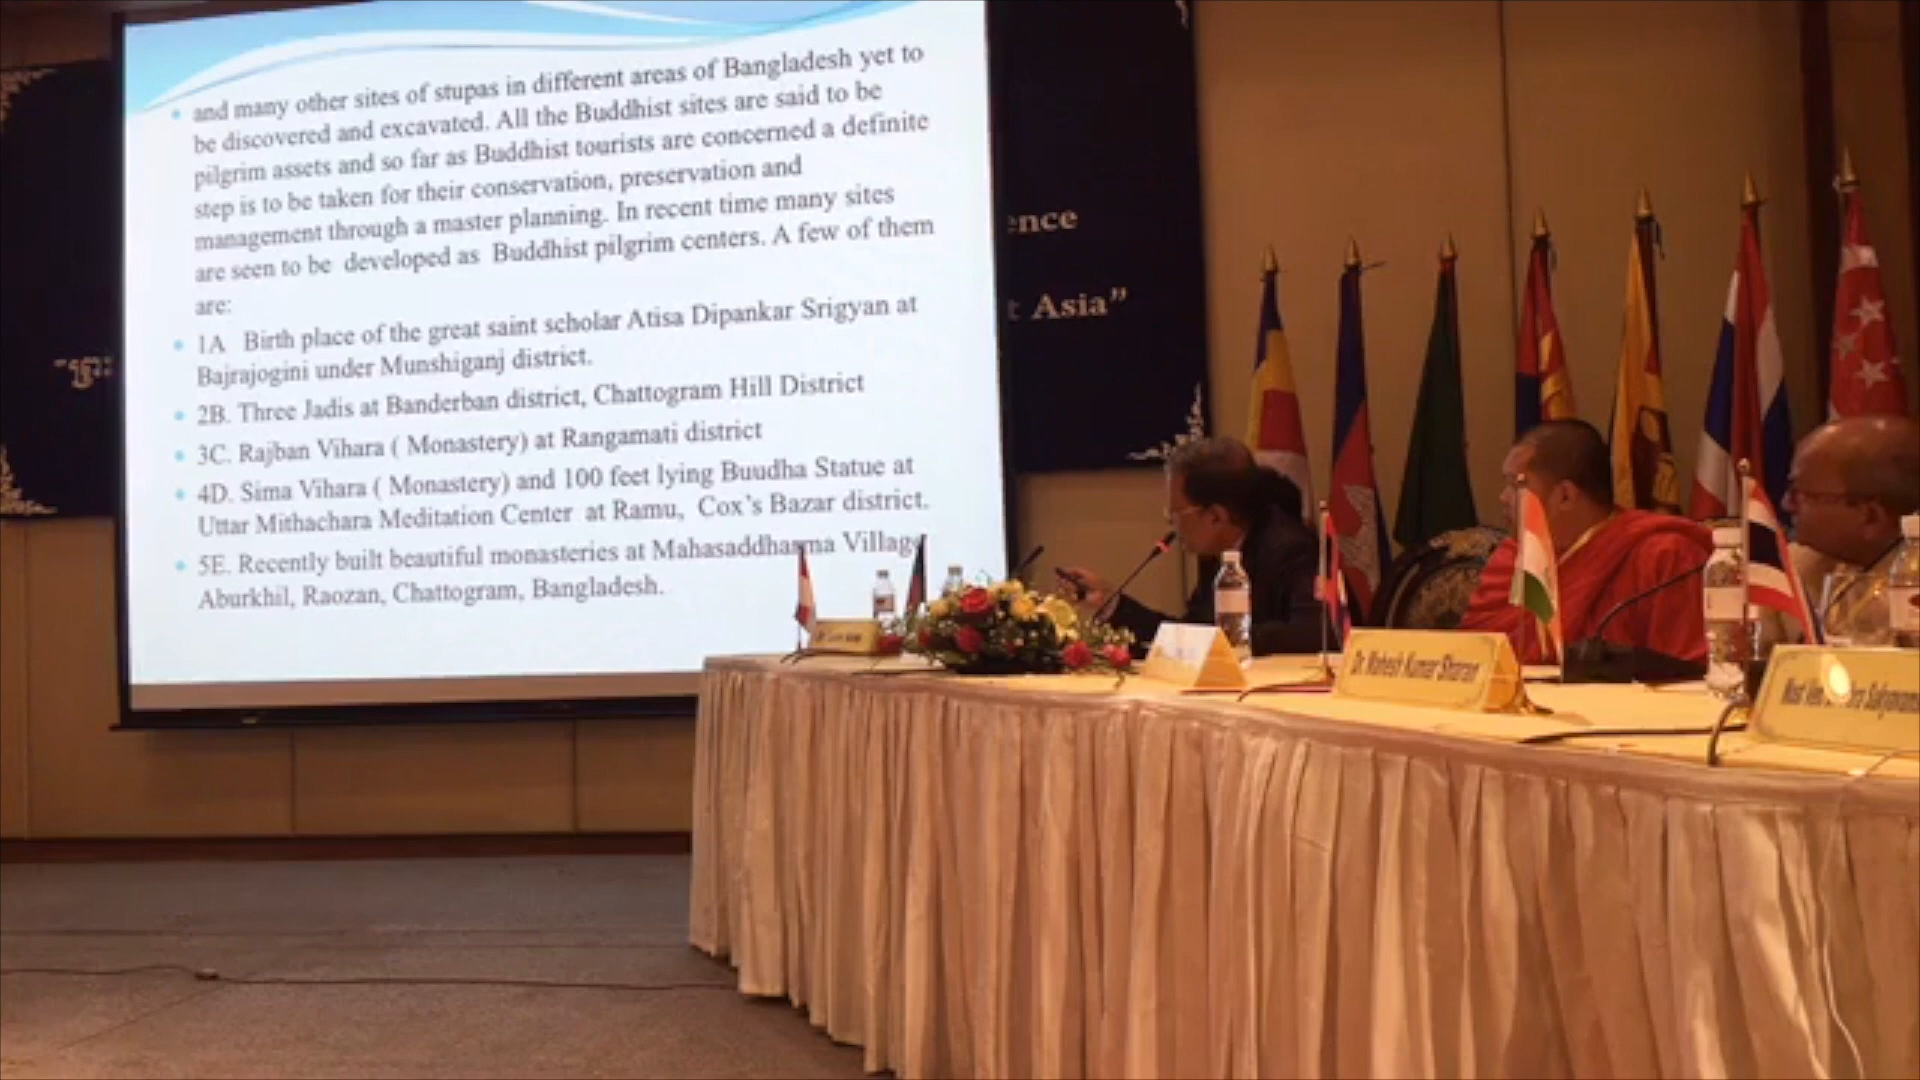 and many other sites of stupas in different areas of Bangladesh yet to
be discovered and excavated. All the Buddhist sites are said to be
pilgrim assets and so far as Buddhist tourists are concerned a definite
step is to be taken for their conservation, preservation and
management through a master planning. In recent time many sites
are seen to be developed as Buddhist pilgrim centers. A few of them
are:
1A Birth place of the great saint scholar Atisa Dipankar Srigyan at
Bajrajogini under Munshiganj district.
2B. Three Jadis at Banderban district, Chattogram Hill District
3C. Rajban Vihara ( Monastery) at Rangamati district
4D. Sima Vihara ( Monastery) and 100 feet lying Buudha Statue at
Uttar Mithachara Meditation Center at Ramu, Cox's Bazar district.
5E. Recently built beautiful monasteries at Mahasaddhamma Village
Aburkhil, Raozan, Chattogram, Bangladesh.
ence
t Asia”
Dr. Mahesh Kumar Sharan
Most Ven